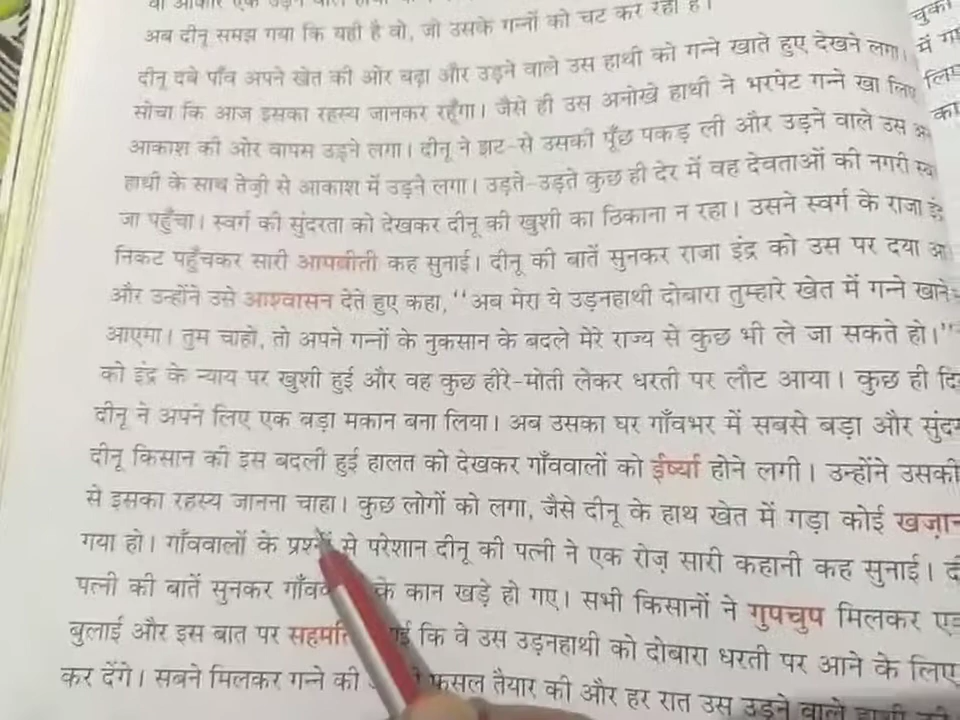 अब दीनू समझ गया कि यही है वो, जो उसके गन्नों को चट कर रहा है।
दीनू दबे पाँव अपने खेत की ओर बढ़ा और उड़ने वाले उस हाथी को गन्ने खाते हुए देखने लगा।
सोचा कि आज इसका रहस्य जानकर रहूँगा। जैसे ही उस अनोखे हाथी ने भरपेट गन्ने खा लिए
आकाश की ओर वापस उड़ने लगा। दीनू ने झट-से उसकी पूँछ पकड़ ली और उड़ने वाले उस
हाथी के साथ तेज़ी से आकाश में उड़ने लगा। उड़ते-उड़ते कुछ ही देर में वह देवताओं की नगरी
जा पहुँचा। स्वर्ग की सुंदरता को देखकर दीनू की खुशी का ठिकाना न रहा। उसने स्वर्ग के राजा
निकट पहुँचकर सारी आपबीती कह सुनाई। दीनू की बातें सुनकर राजा इंद्र को उस पर दया
और उन्होंने उसे आश्वासन देते हुए कहा, "अब मेरा ये उड़नहाथी दोबारा तुम्हारे खेत में गन्ने खाने
आएगा। तुम चाहो, तो अपने गन्नों के नुकसान के बदले मेरे राज्य से कुछ भी ले जा सकते हो।"
को इंद्र के न्याय पर खुशी हुई और वह कुछ हीरे-मोती लेकर धरती पर लौट आया। कुछ ही
दीनू ने अपने लिए एक बड़ा मकान बना लिया। अब उसका घर गाँवभर में सबसे बड़ा और
दीनू किसान की इस बदली हुई हालत को देखकर गाँववालों को ईर्ष्या होने लगी। उन्होंने उसकी
से इसका रहस्य जानना चाहा। कुछ लोगों को लगा, जैसे दीनू के हाथ खेत में गड़ा कोई
गया हो। गाँववालों के प्रश्नों से परेशान दीनू की पत्नी ने एक रोज़ सारी कहानी कह सुनाई।
पत्नी की बातें सुनकर के कान खड़े हो गए। सभी किसानों ने गुपचुप मिलकर
बुलाई और इस बात पर कि वे उस उड़नहाथी को दोबारा धरती पर आने के लिए
कर देंगे। सबने मिलकर गन्ने की फसल तैयार की और हर रात उस उड़ने वाले